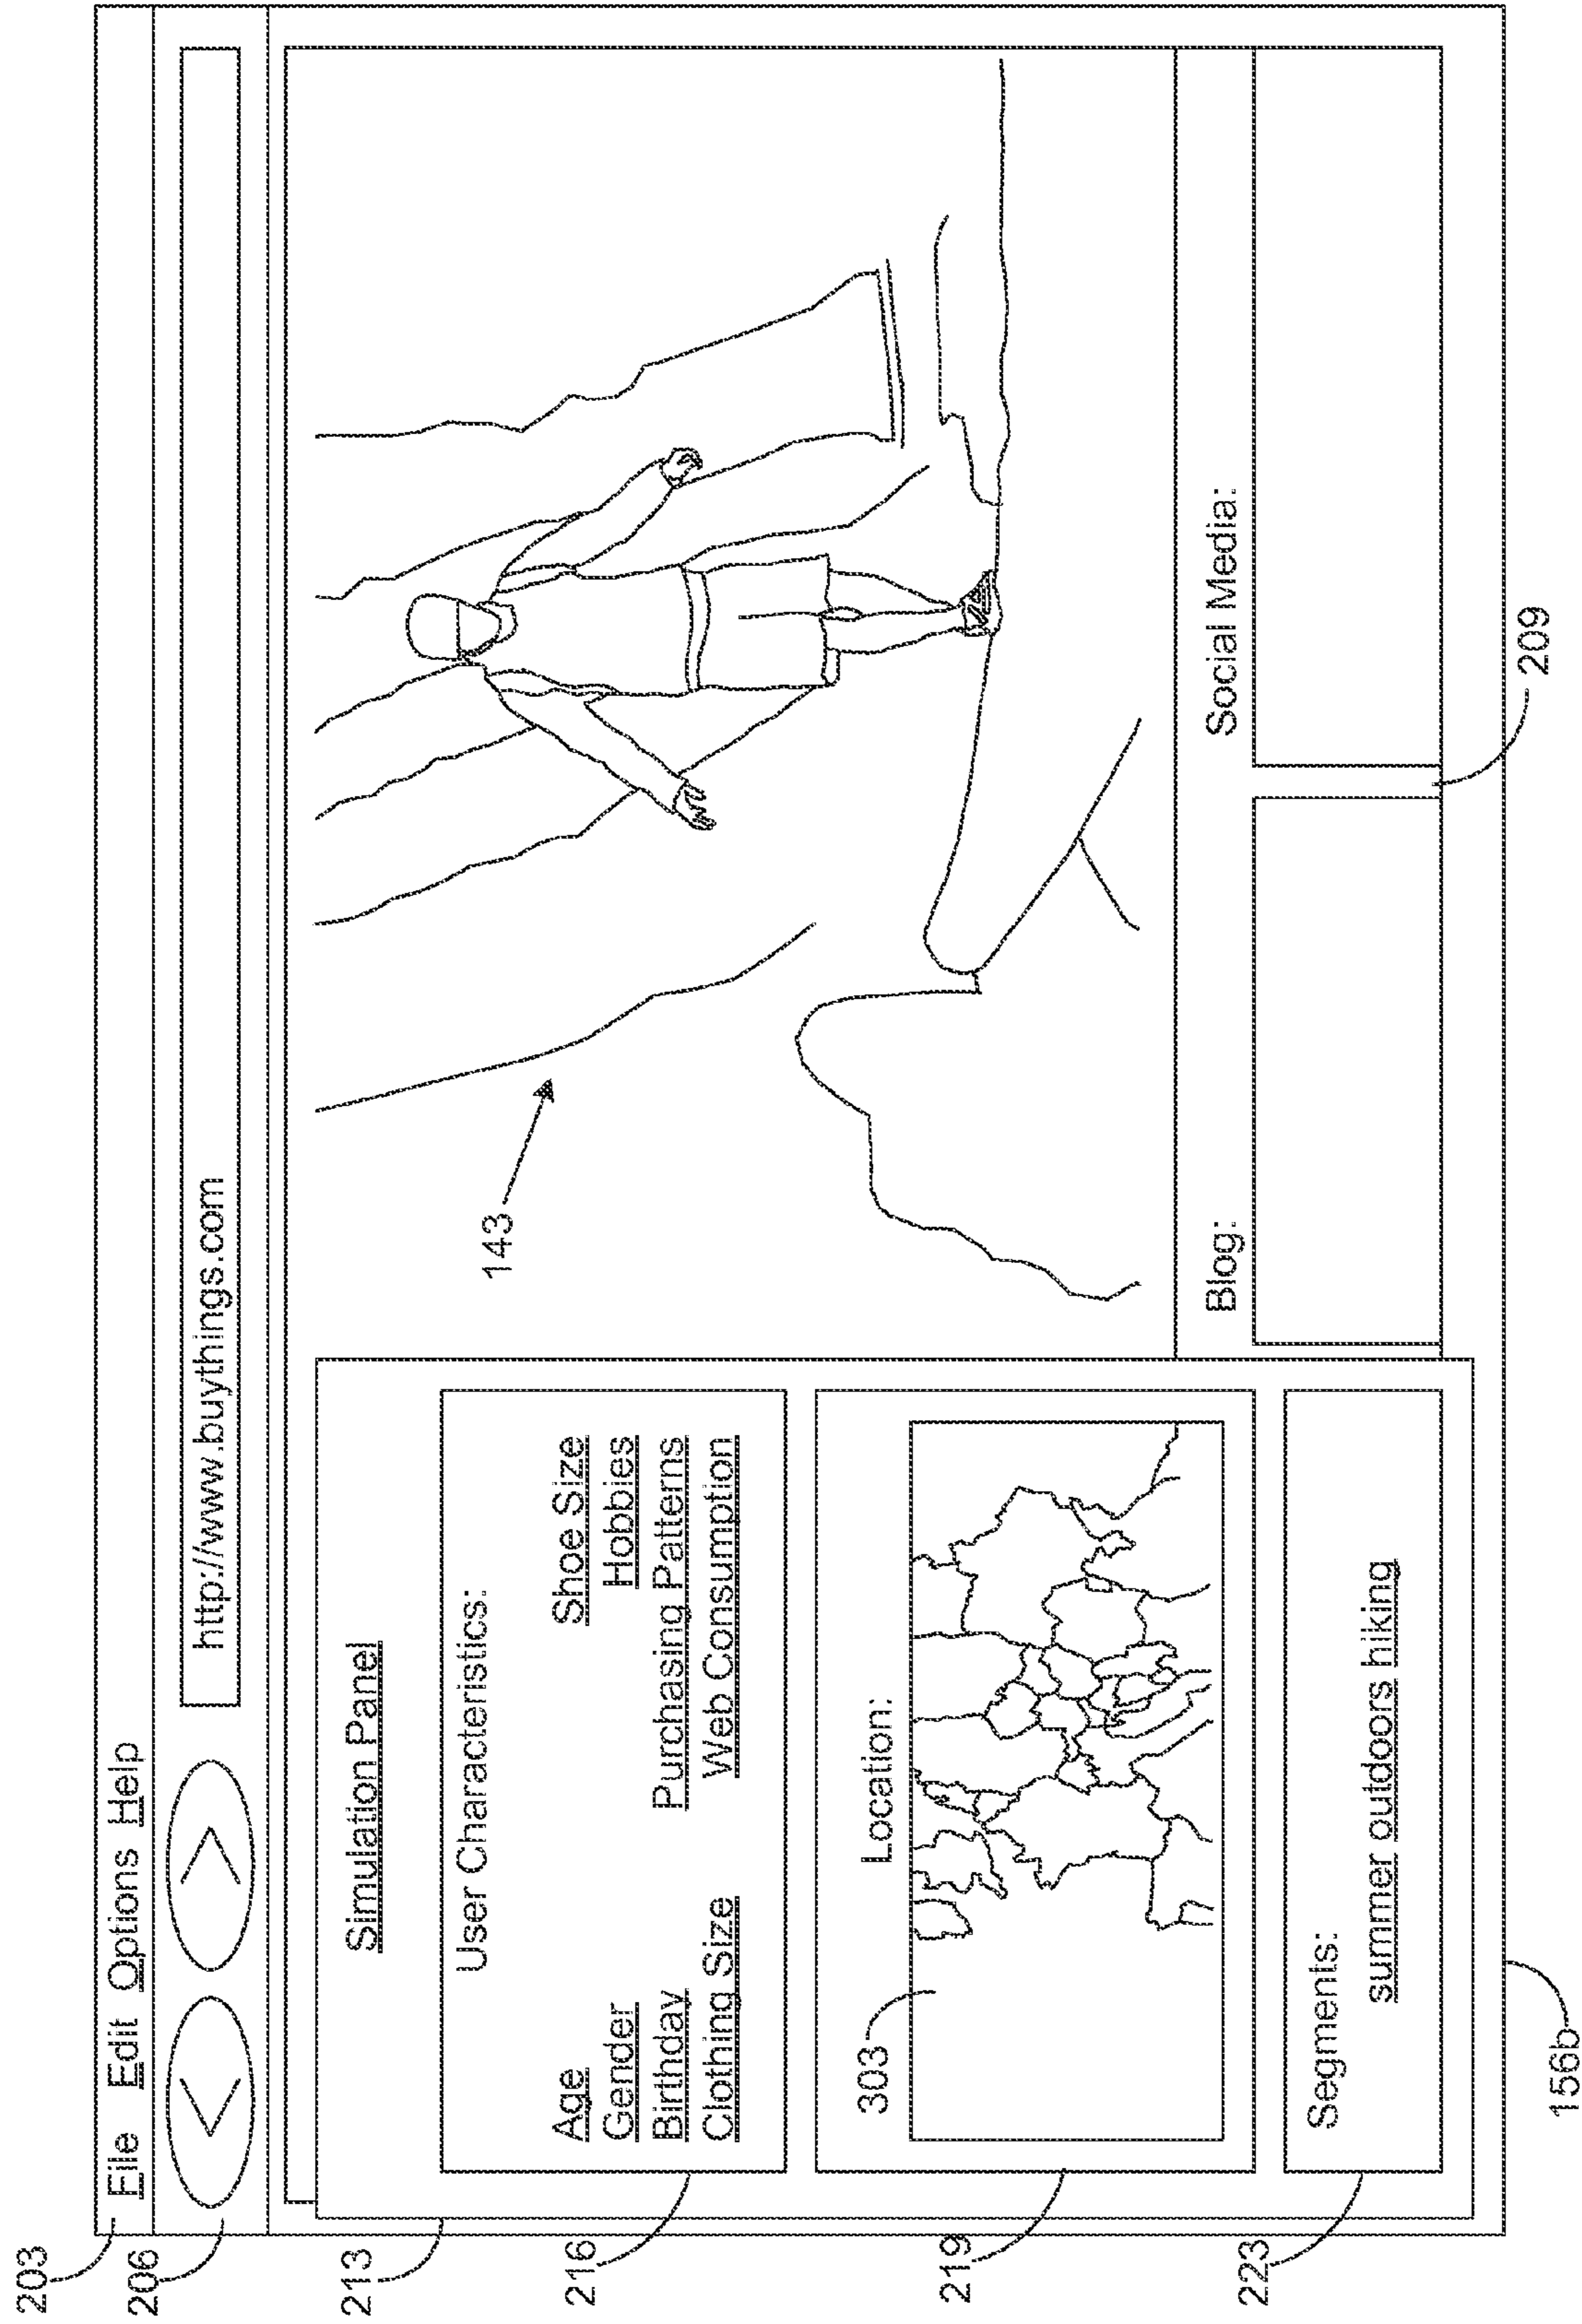 203
File Edit Options Help
206
http://www.buythings.com
213
Simulation Panel
143
216
User Characteristics:
Age
Shoe Size
Gender
Hobbies
Birthday
Purchasing Patterns
Clothing Size
Web Consumption
219
Location:
303
223
Segments:
summer outdoors hiking
Blog:
Social Media:
209
156b